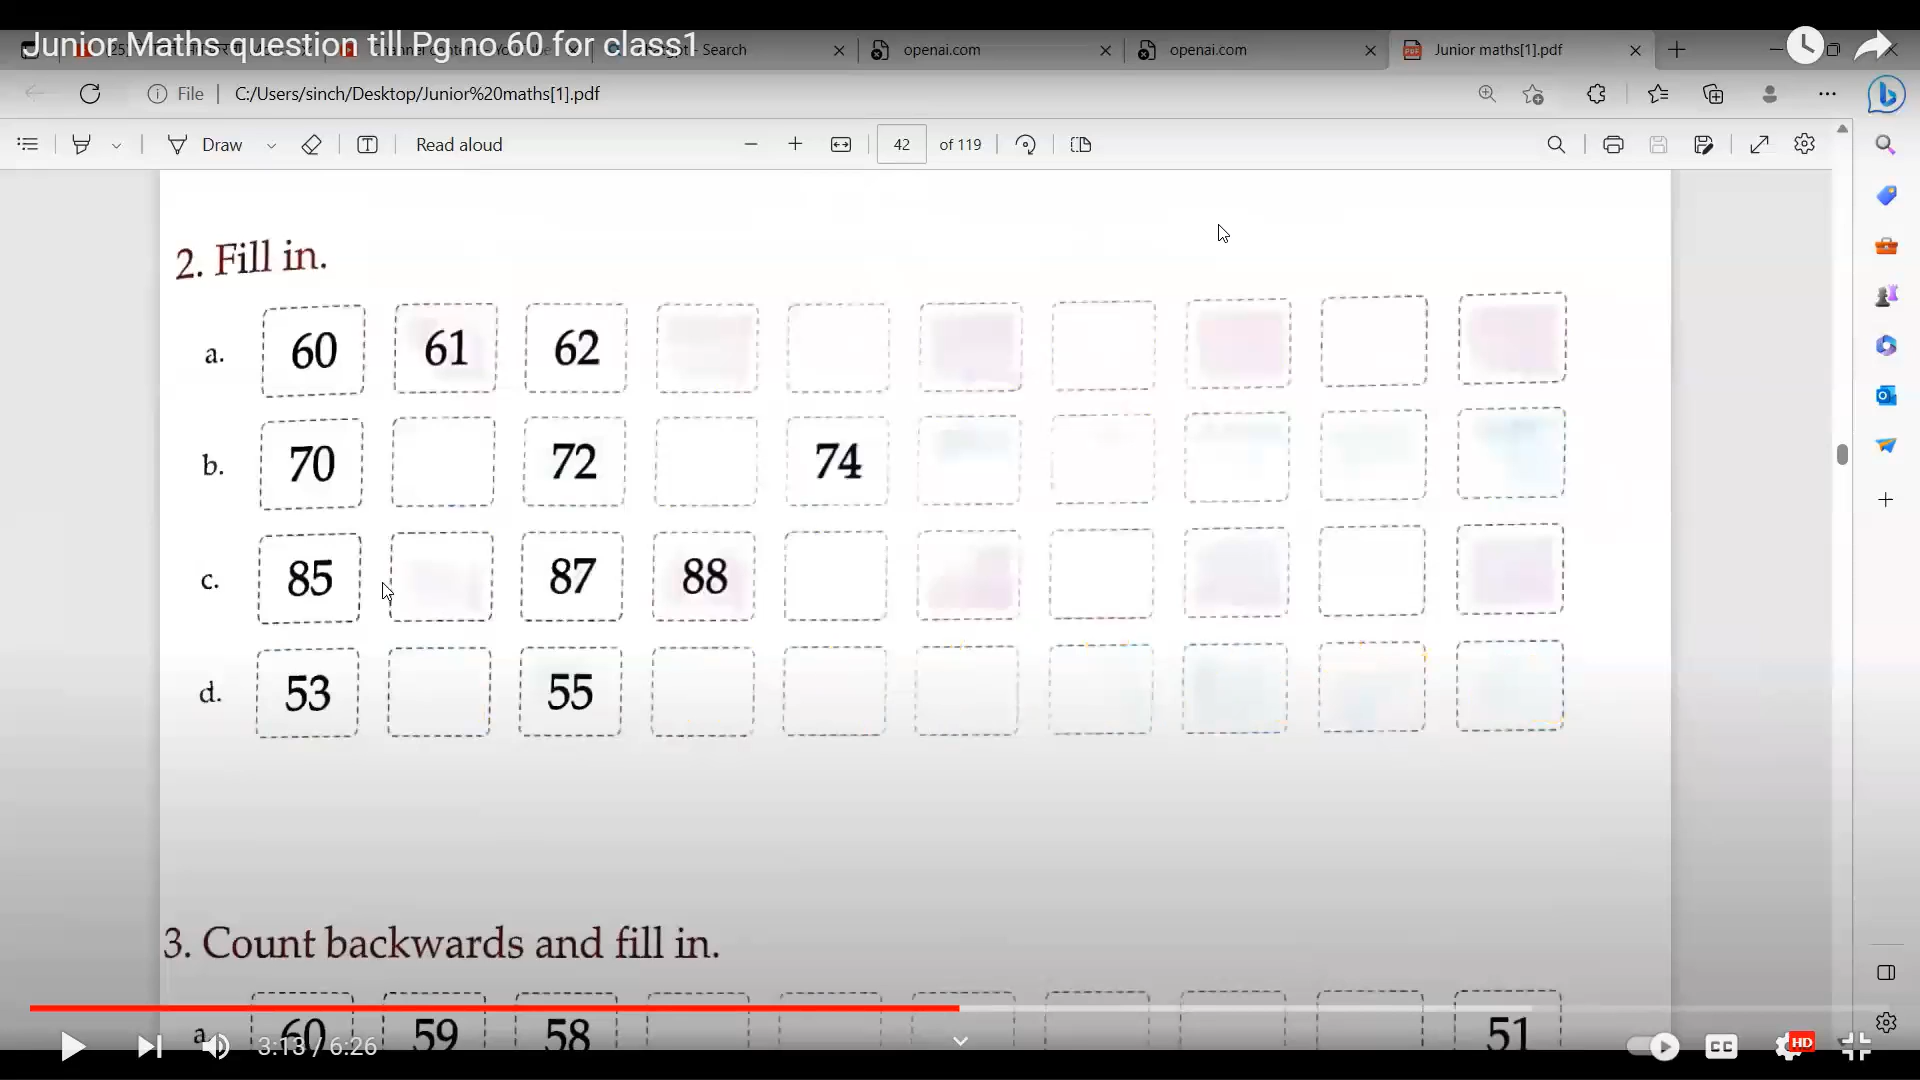 Junior Maths question till Pg no 60 for class1
Search
openai.com
openai.com
Junior maths[1].pdf
File
C:/Users/sinch/Desktop/Junior%20maths[1].pdf
Draw
Read aloud
42
of 119
2. Fill in.
a. 60 61 62
b. 70 72 74
c. 85 87 88
d. 53 55
3. Count backwards and fill in.
a. 60 59 58 51
3:13 / 6:26
CC
HD